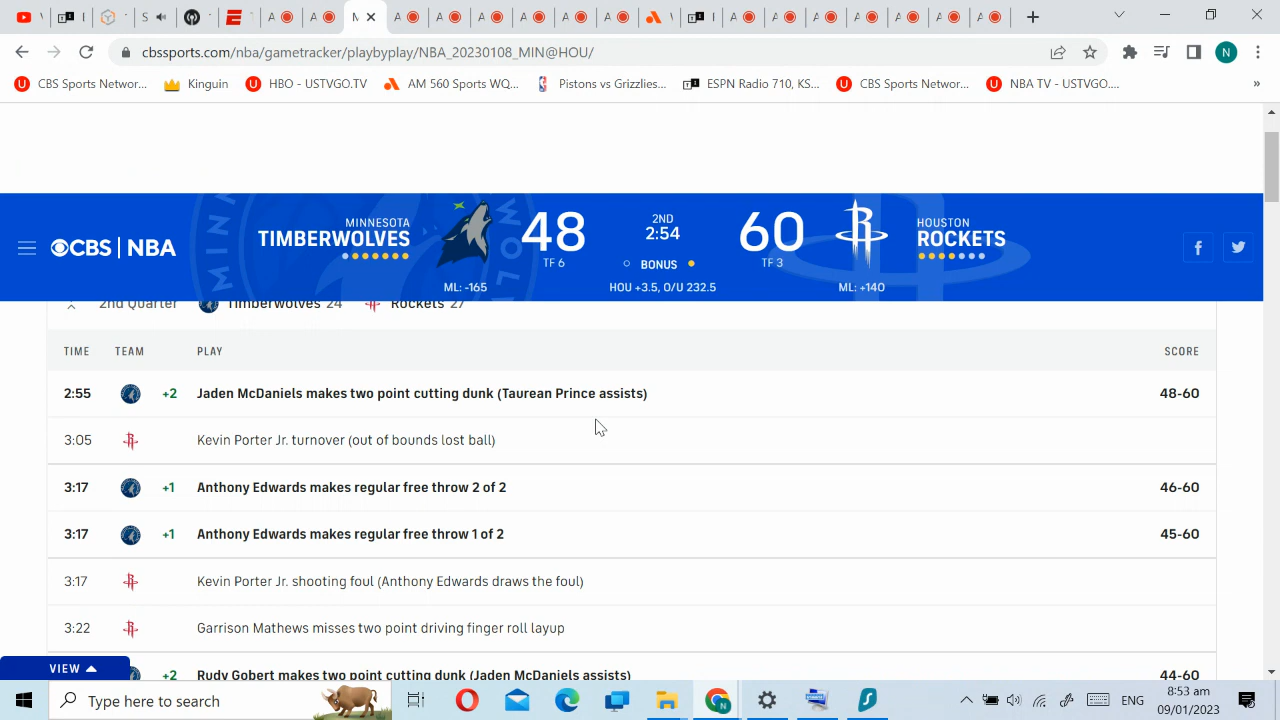 cbssports.com/nba/gametracker/playbyplay/NBA_20230108_MIN@HOU/
CBS Sports Networ... Kinguin HBO - USTVGO.TV AM 560 Sports WQ... Pistons vs Grizzlies... ESPN Radio 710, KS... CBS Sports Networ... NBA TV - USTVGO.... »
CBS | NBA
MINNESOTA
TIMBERWOLVES
48
TF 6
ML: -165
2ND
2:54
BONUS
HOU +3.5, O/U 232.5
60
TF 3
ML: +140
HOUSTON
ROCKETS
2nd Quarter Timberwolves 24 Rockets 27
TIME TEAM PLAY SCORE
2:55 +2 Jaden McDaniels makes two point cutting dunk (Taurean Prince assists) 48-60
3:05 Kevin Porter Jr. turnover (out of bounds lost ball)
3:17 +1 Anthony Edwards makes regular free throw 2 of 2 46-60
3:17 +1 Anthony Edwards makes regular free throw 1 of 2 45-60
3:17 Kevin Porter Jr. shooting foul (Anthony Edwards draws the foul)
3:22 Garrison Mathews misses two point driving finger roll layup
+2 Rudy Gobert makes two point cutting dunk (Jaden McDaniels assists) 44-60
VIEW
Type here to search
ENG
8:53 am
09/01/2023